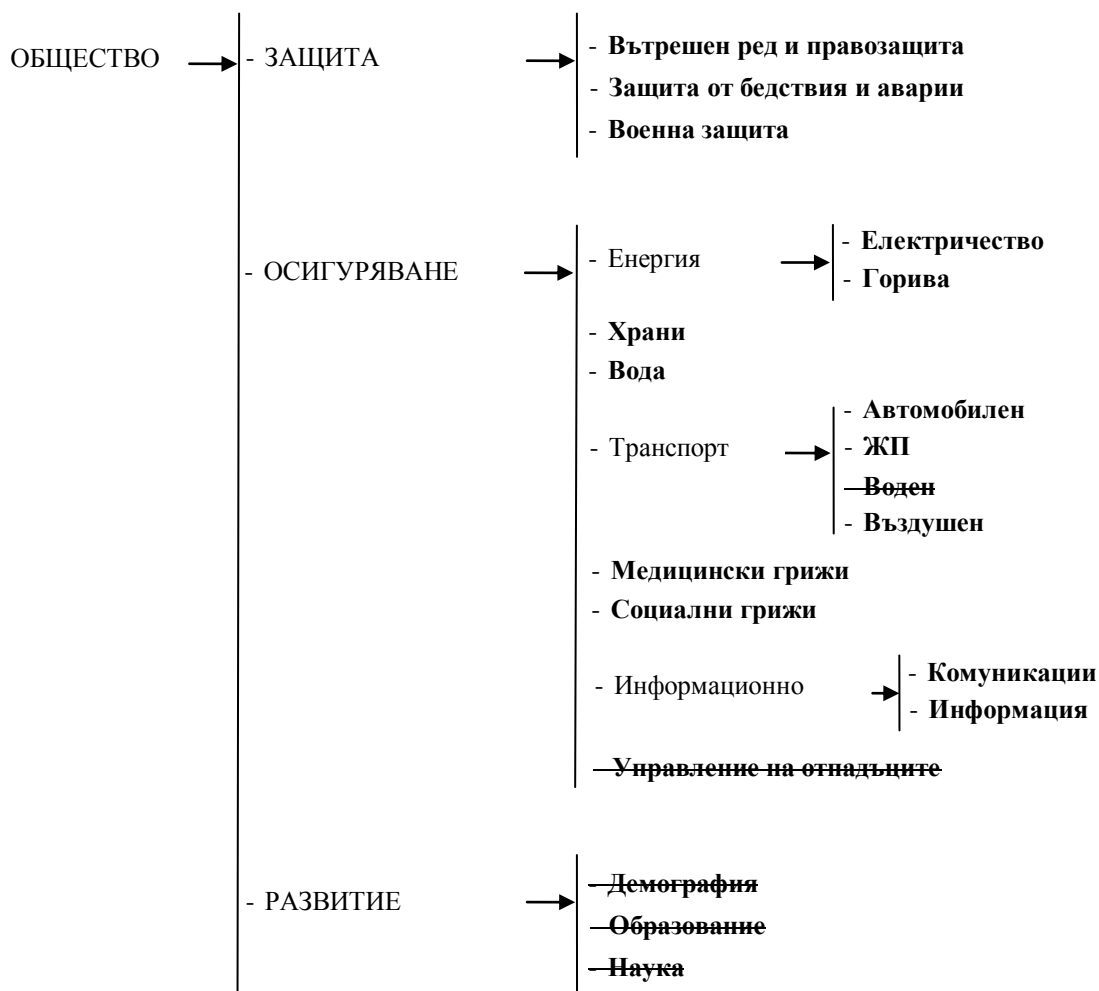 ОБЩЕСТВО
- ЗАЩИТА
- Вътрешен ред и правозащита
- Защита от бедствия и аварии
- Военна защита
- ОСИГУРЯВАНЕ
- Енергия
- Електричество
- Горива
- Храни
- Вода
- Транспорт
- Автомобилен
- ЖП
- Воден
- Въздушен
- Медицински грижи
- Социални грижи
- Информационно
- Комуникации
- Информация
- Управление на отпадъците
- РАЗВИТИЕ
- Демография
- Образование
- Наука